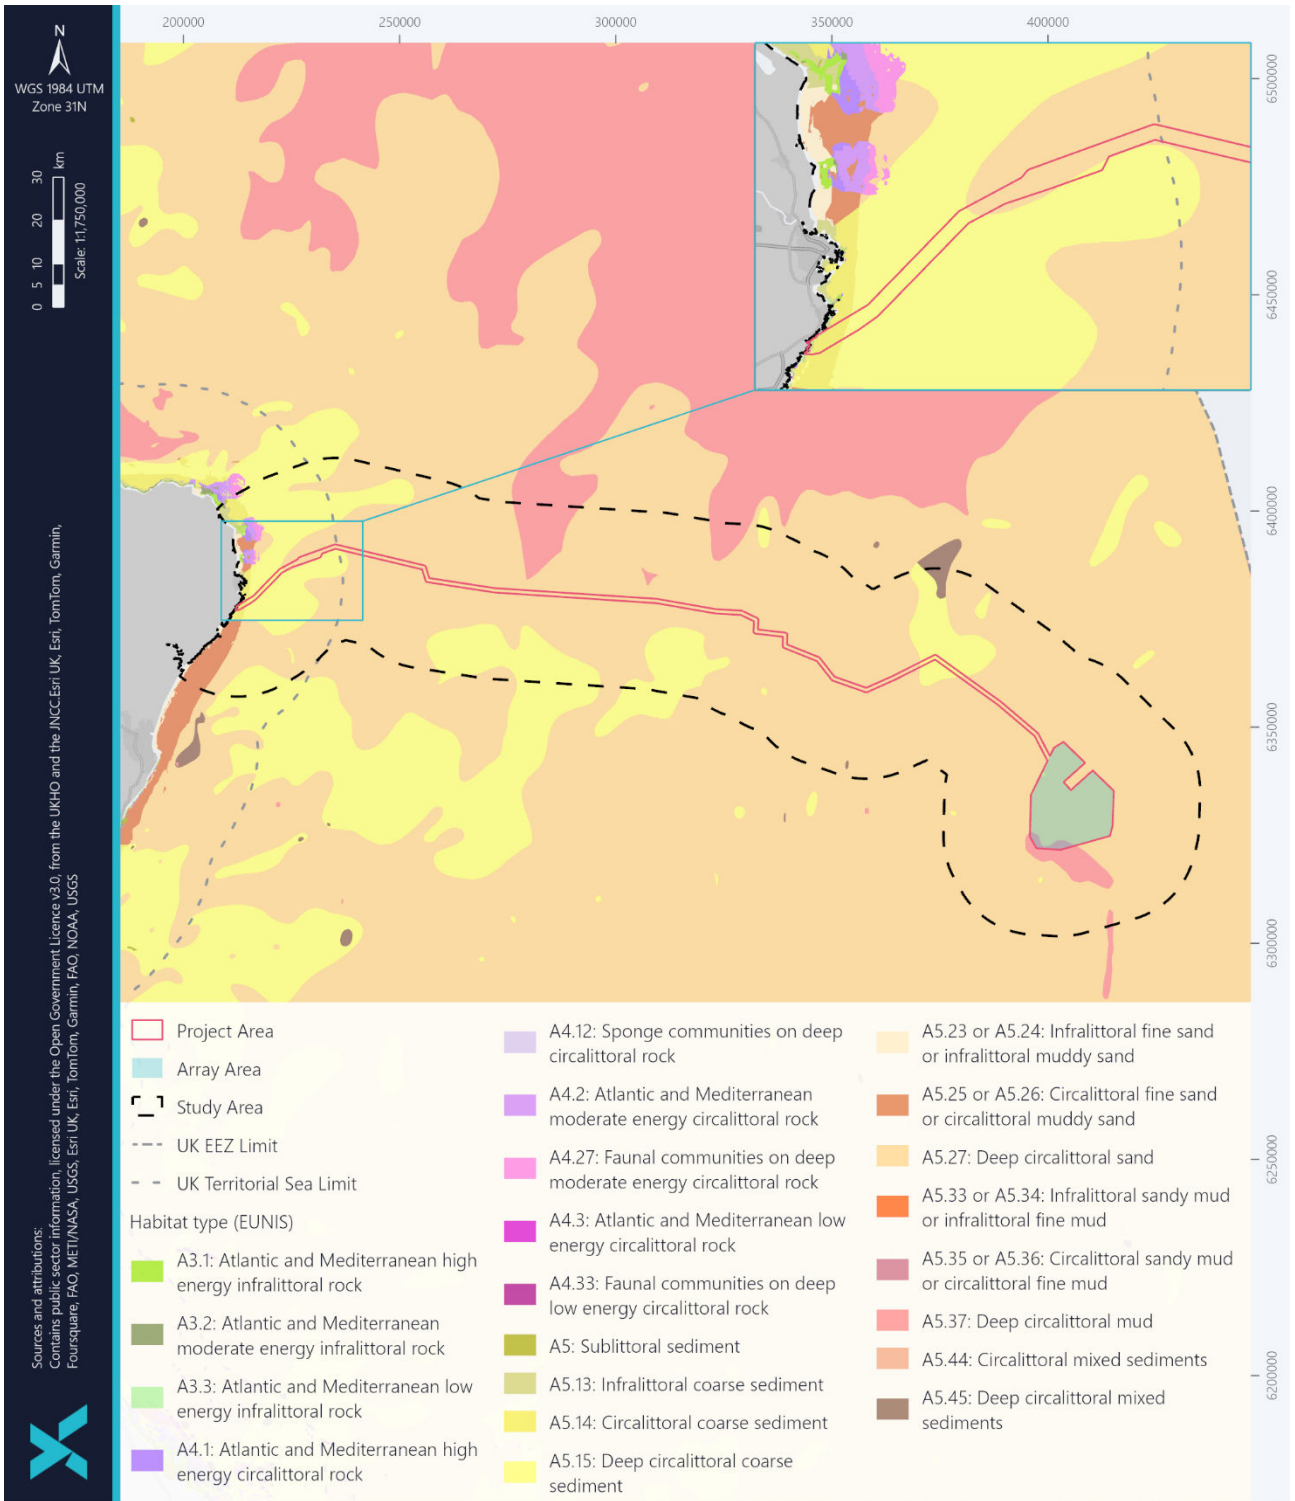 200000
250000
300000
350000
400000
6500000
6450000
6400000
6350000
6300000
6250000
6200000
N
WGS 1984 UTM
Zone 31N
0 5 10 20 30 km
Scale: 1:1,750,000
Sources and attributions:
Contains public sector information, licensed under the Open Government Licence v3.0, from the UKHO and the JNCC.Esri UK, Esri, TomTom, Garmin,
Foursquare, FAO, METI/NASA, USGS, Esri UK, Esri, TomTom, Garmin, FAO, NOAA, USGS
Project Area
Array Area
Study Area
UK EEZ Limit
UK Territorial Sea Limit
Habitat type (EUNIS)
A3.1: Atlantic and Mediterranean high
energy infralittoral rock
A3.2: Atlantic and Mediterranean
moderate energy infralittoral rock
A3.3: Atlantic and Mediterranean low
energy infralittoral rock
A4.1: Atlantic and Mediterranean high
energy circalittoral rock
A4.12: Sponge communities on deep
circalittoral rock
A4.2: Atlantic and Mediterranean
moderate energy circalittoral rock
A4.27: Faunal communities on deep
moderate energy circalittoral rock
A4.3: Atlantic and Mediterranean low
energy circalittoral rock
A4.33: Faunal communities on deep
low energy circalittoral rock
A5: Sublittoral sediment
A5.13: Infralittoral coarse sediment
A5.14: Circalittoral coarse sediment
A5.15: Deep circalittoral coarse
sediment
A5.23 or A5.24: Infralittoral fine sand
or infralittoral muddy sand
A5.25 or A5.26: Circalittoral fine sand
or circalittoral muddy sand
A5.27: Deep circalittoral sand
A5.33 or A5.34: Infralittoral sandy mud
or infralittoral fine mud
A5.35 or A5.36: Circalittoral sandy mud
or circalittoral fine mud
A5.37: Deep circalittoral mud
A5.44: Circalittoral mixed sediments
A5.45: Deep circalittoral mixed
sediments